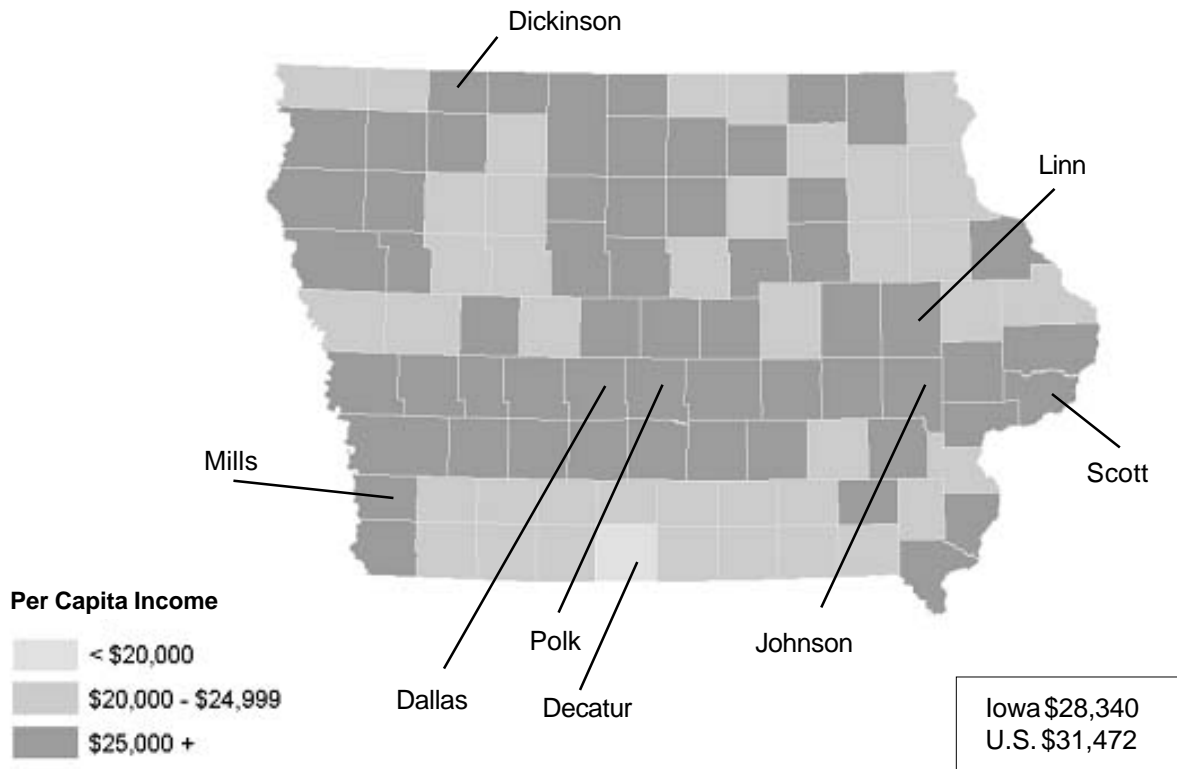 Dickinson
Linn
Mills
Scott
Per Capita Income
Polk
Johnson
< $20,000
$20,000 - $24,999
Dallas
Decatur
$25,000 +
Iowa $28,340
U.S. $31,472